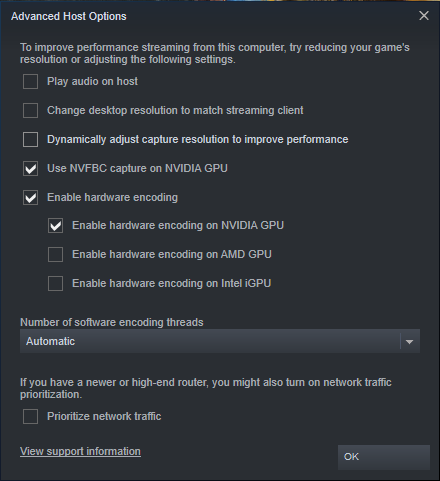 Advanced Host Options
To improve performance streaming from this computer, try reducing your game's
resolution or adjusting the following settings.
Play audio on host
Change desktop resolution to match streaming client
Dynamically adjust capture resolution to improve performance
Use NVFBC capture on NVIDIA GPU
Enable hardware encoding
Enable hardware encoding on NVIDIA GPU
Enable hardware encoding on AMD GPU
Enable hardware encoding on Intel iGPU
Number of software encoding threads
Automatic
If you have a newer or high-end router, you might also turn on network traffic
prioritization.
Prioritize network traffic
View support information
OK